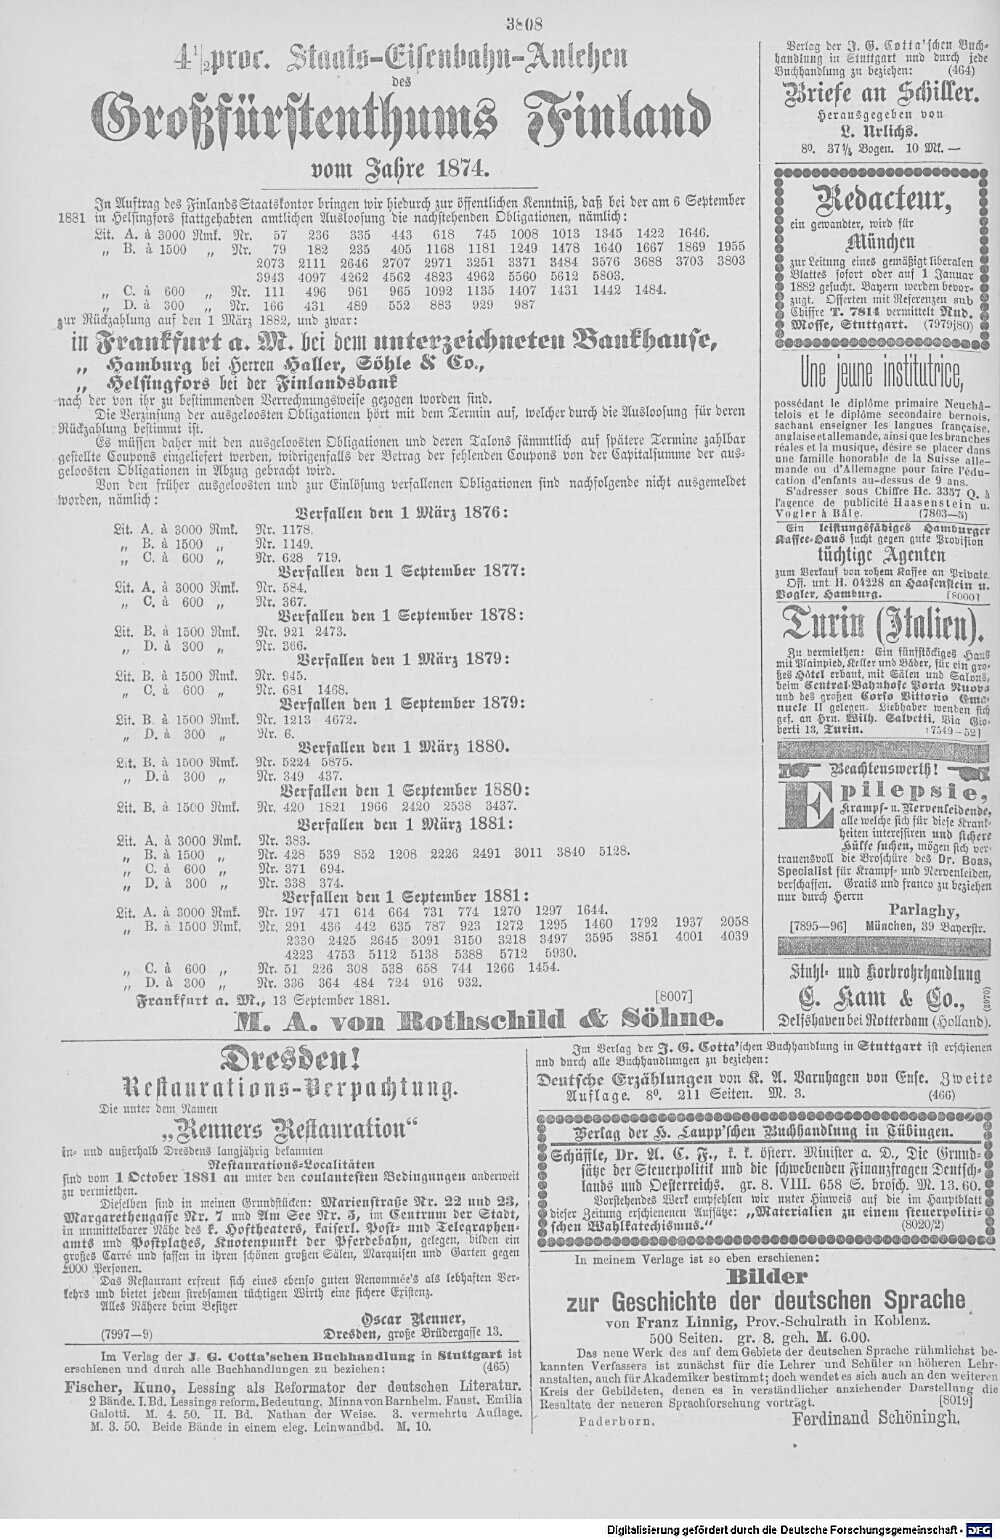 3808
4½proc. Staats-Eisenbahn-Anlehen
des
Großfürstenthums Finland
vom Jahre 1874.
In Auftrag des Finlands Staatskontor bringen wir hiedurch zur öffentlichen Kenntniß, daß bei der am 6 September
1881 in Helsingfors stattgehabten amtlichen Ausloosung die nachstehenden Obligationen, nämlich:
Lit. A. à 3000 Rmk. Nr. 57 236 335 443 618 745 1008 1013 1345 1422 1646.
„ B. à 1500 „ Nr. 79 182 235 405 1168 1181 1249 1478 1640 1667 1869 1955
2073 2111 2646 2707 2971 3251 3371 3484 3576 3688 3703 3803
3943 4097 4262 4562 4823 4962 5560 5612 5803.
„ C. à 600 „ Nr. 111 496 961 965 1092 1135 1407 1431 1442 1484.
„ D. à 300 „ Nr. 166 431 489 552 883 929 987
zur Rückzahlung auf den 1 März 1882, und zwar:
in Frankfurt a. M. bei dem unterzeichneten Bankhause,
„ Hamburg bei Herren Haller, Söhle & Co.,
„ Helsingfors bei der Finlandsbank
nach der von ihr zu bestimmenden Verrechnungsweise gezogen worden sind.
Die Verzinsung der ausgeloosten Obligationen hört mit dem Termin auf, welcher durch die Ausloosung für deren
Rückzahlung bestimmt ist.
Es müssen daher mit den ausgeloosten Obligationen und deren Talons sämmtlich auf spätere Termine zahlbar
gestellte Coupons eingeliefert werden, widrigenfalls der Betrag der fehlenden Coupons von der Capitalsumme der aus-
geloosten Obligationen in Abzug gebracht wird.
Von den früher ausgeloosten und zur Einlösung verfallenen Obligationen sind nachfolgende nicht ausgemeldet
worden, nämlich:
Verfallen den 1 März 1876:
Lit. A. à 3000 Rmk. Nr. 1178.
„ B. à 1500 „ Nr. 1149.
„ C. à 600 „ Nr. 628 719.
Verfallen den 1 September 1877:
Lit. A. à 3000 Rmk. Nr. 584.
„ C. à 600 „ Nr. 367.
Verfallen den 1 September 1878:
Lit. B. à 1500 Rmk. Nr. 921 2473.
„ D. à 300 „ Nr. 366.
Verfallen den 1 März 1879:
Lit. B. à 1500 Rmk. Nr. 945.
„ C. à 600 „ Nr. 681 1468.
Verfallen den 1 September 1879:
Lit. B. à 1500 Rmk. Nr. 1213 4672.
„ D. à 300 „ Nr. 6.
Verfallen den 1 März 1880.
Lit. B. à 1500 Rmk. Nr. 5224 5875.
„ D. à 300 „ Nr. 349 437.
Verfallen den 1 September 1880:
Lit. B. à 1500 Rmk. Nr. 420 1821 1966 2420 2538 3437.
Verfallen den 1 März 1881:
Lit. A. à 3000 Rmk. Nr. 383.
„ B. à 1500 „ Nr. 428 539 852 1208 2226 2491 3011 3840 5128.
„ C. à 600 „ Nr. 371 694.
„ D. à 300 „ Nr. 338 374.
Verfallen den 1 September 1881:
Lit. A. à 3000 Rmk. Nr. 197 471 614 664 731 774 1270 1297 1644.
„ B. à 1500 Rmk. Nr. 291 436 442 635 787 923 1272 1295 1460 1792 1937 2058
2330 2425 2645 3091 3150 3218 3497 3595 3851 4001 4039
4223 4753 5112 5138 5388 5712 5930.
„ C. à 600 „ Nr. 51 226 308 538 658 744 1266 1454.
„ D. à 300 „ Nr. 336 364 484 724 916 932.
Frankfurt a. M., 13 September 1881. [8007]
M. A. von Rothschild & Söhne.
Verlag der J. G. Cotta'schen Buch-
handlung in Stuttgart und durch jede
Buchhandlung zu beziehen: (464)
Briefe an Schiller.
Herausgegeben von
L. Urlichs.
8º. 37¼ Bogen. 10 Mk. —
Redacteur,
ein gewandter, wird für
München
zur Leitung eines gemäßigt liberalen
Blattes sofort oder auf 1 Januar
1882 gesucht. Bayern werden bevor-
zugt. Offerten mit Referenzen sub
Chiffre T. 7814 vermittelt Rud.
Mosse, Stuttgart. (7979j80)
Une jeune institutrice,
possédant le diplôme primaire Neuchâ-
telois et le diplôme secondaire bernois,
sachant enseigner les langues française,
anglaise et allemande, ainsi que les branches
réales et la musique, désire se placer dans
une famille honorable de la Suisse alle-
mande ou d'Allemagne pour faire l'édu-
cation d'enfants au-dessus de 9 ans.
S'adresser sous Chiffre Hc. 3357 Q. à
l'agence de publicité Haasenstein u.
Vogler à Bâle. (7803—5)
Ein leistungsfähiges Hamburger
Kaffee-Haus sucht gegen gute Provision
tüchtige Agenten
zum Verkauf von rohem Kaffee an Private.
Off. unt. H. 04228 an Haasenstein u.
Vogler, Hamburg. [8000]
Turin (Italien).
Zu vermiethen: Ein fünfstöckiges Haus
mit Plainpied, Keller und Bäder, für ein gro-
ßes Hôtel erbaut, mit Sälen und Salons,
beim Central-Bahnhofe Porta Nuova
und des großen Corso Vittorio Ema-
nuele II gelegen. Liebhaber wenden sich
gef. an Hrn. Wilh. Salvetti, Via Gio-
berti 13, Turin. [7549—52]
Beachtenswerth!
Epilepsie,
Krampf- u. Nervenleidende,
alle welche sich für diese Krank-
heiten interessiren und sichere
Hülfe suchen, mögen sich ver-
trauensvoll die Broschüre des Dr. Boas,
Specialist für Krampf- und Nervenleiden,
verschaffen. Gratis und franco zu beziehen
nur durch Herrn
Parlaghy,
[7895—96] München, 39 Bayerstr.
Stuhl- und Korbrohrhandlung
C. Kam & Co., (2970)
Delfshaven bei Rotterdam (Holland).
Dresden!
Restaurations-Verpachtung.
Die unter dem Namen
„Renners Restauration“
in- und außerhalb Dresdens langjährig bekannten
Restaurations-Localitäten
sind vom 1 October 1881 an unter den coulantesten Bedingungen anderweit
zu vermiethen.
Dieselben sind in meinen Grundstücken: Marienstraße Nr. 22 und 23,
Margarethengasse Nr. 7 und Am See Nr. 3, im Centrum der Stadt,
in unmittelbarer Nähe des k. Hoftheaters, kaiserl. Post- und Telegraphen-
amts und Postplatzes, Knotenpunkt der Pferdebahn, gelegen, bilden ein
großes Carré und fassen in ihren schönen großen Sälen, Marquisen und Garten gegen
2000 Personen.
Das Restaurant erfreut sich eines ebenso guten Renommée's als lebhaften Ver-
kehrs und bietet jedem strebsamen tüchtigen Wirth eine sichere Existenz.
Alles Nähere beim Besitzer
Oscar Renner,
(7997—9) Dresden, große Brüdergasse 13.
Im Verlag der J. G. Cotta'schen Buchhandlung in Stuttgart ist
erschienen und durch alle Buchhandlungen zu beziehen: (465)
Fischer, Kuno, Lessing als Reformator der deutschen Literatur.
2 Bände. I. Bd. Lessings reform. Bedeutung. Minna von Barnhelm. Faust. Emilia
Galotti. M. 4. 50. II. Bd. Nathan der Weise. 3. vermehrte Auflage.
M. 3. 50. Beide Bände in einem eleg. Leinwandbd. M. 10.
Im Verlag der J. G. Cotta'schen Buchhandlung in Stuttgart ist erschienen
und durch alle Buchhandlungen zu beziehen:
Deutsche Erzählungen von K. A. Varnhagen von Ense. Zweite
Auflage. 8º. 211 Seiten. M. 3. (466)
Verlag der H. Laupp'schen Buchhandlung in Tübingen.
Schäffle, Dr. A. C. F., k. k. österr. Minister a. D., Die Grund-
sätze der Steuerpolitik und die schwebenden Finanzfragen Deutsch-
lands und Oesterreichs. gr. 8. VIII. 658 S. brosch. M. 13. 60.
Vorstehendes Werk empfehlen wir unter Hinweis auf die im Hauptblatt
dieser Zeitung erschienenen Aufsätze: „Materialien zu einem steuerpoliti-
schen Wahlkatechismus.“ (8020/2)
In meinem Verlage ist so eben erschienen:
Bilder
zur Geschichte der deutschen Sprache
von Franz Linnig, Prov.-Schulrath in Koblenz.
500 Seiten. gr. 8. geh. M. 6.00.
Das neue Werk des auf dem Gebiete der deutschen Sprache rühmlichst be-
kannten Verfassers ist zunächst für die Lehrer und Schüler an höheren Lehr-
anstalten, auch für Akademiker bestimmt; doch wendet es sich auch an den weiteren
Kreis der Gebildeten, denen es in verständlicher anziehender Darstellung die
Resultate der neueren Sprachforschung vorträgt. [8019]
Paderborn. Ferdinand Schöningh.
Digitalisierung gefördert durch die Deutsche Forschungsgemeinschaft - DFG